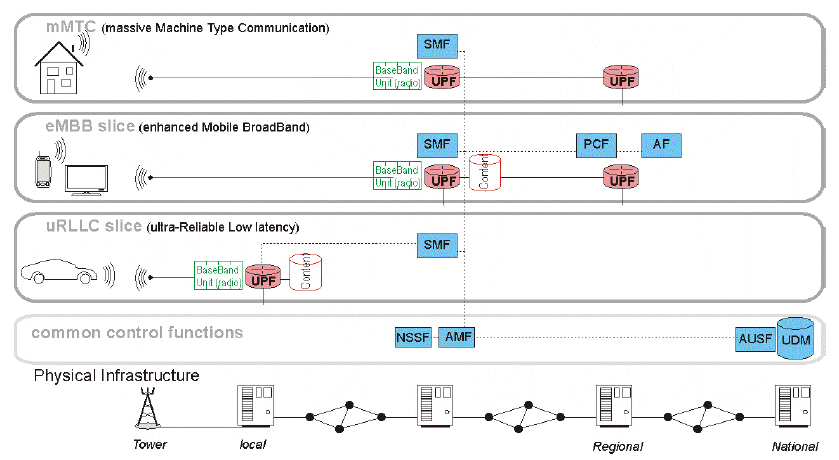 mMTC (massive Machine Type Communication)
SMF
BaseBand
Unit (radio)
UPF
UPF
eMBB slice (enhanced Mobile BroadBand)
SMF
PCF
AF
BaseBand
Unit (radio)
UPF
Content
UPF
uRLLC slice (ultra-Reliable Low latency)
SMF
BaseBand
Unit (radio)
UPF
Content
common control functions
NSSF
AMF
AUSF
UDM
Physical Infrastructure
Tower
local
Regional
National